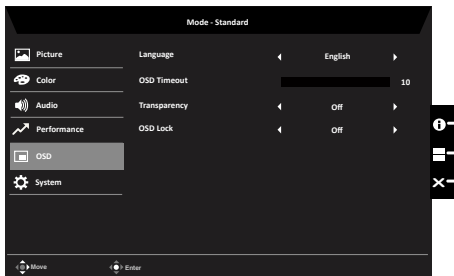 Mode - Standard
Picture
Language
English
Color
OSD Timeout
10
Audio
Transparency
Off
Performance
OSD Lock
Off
OSD
System
Move
Enter